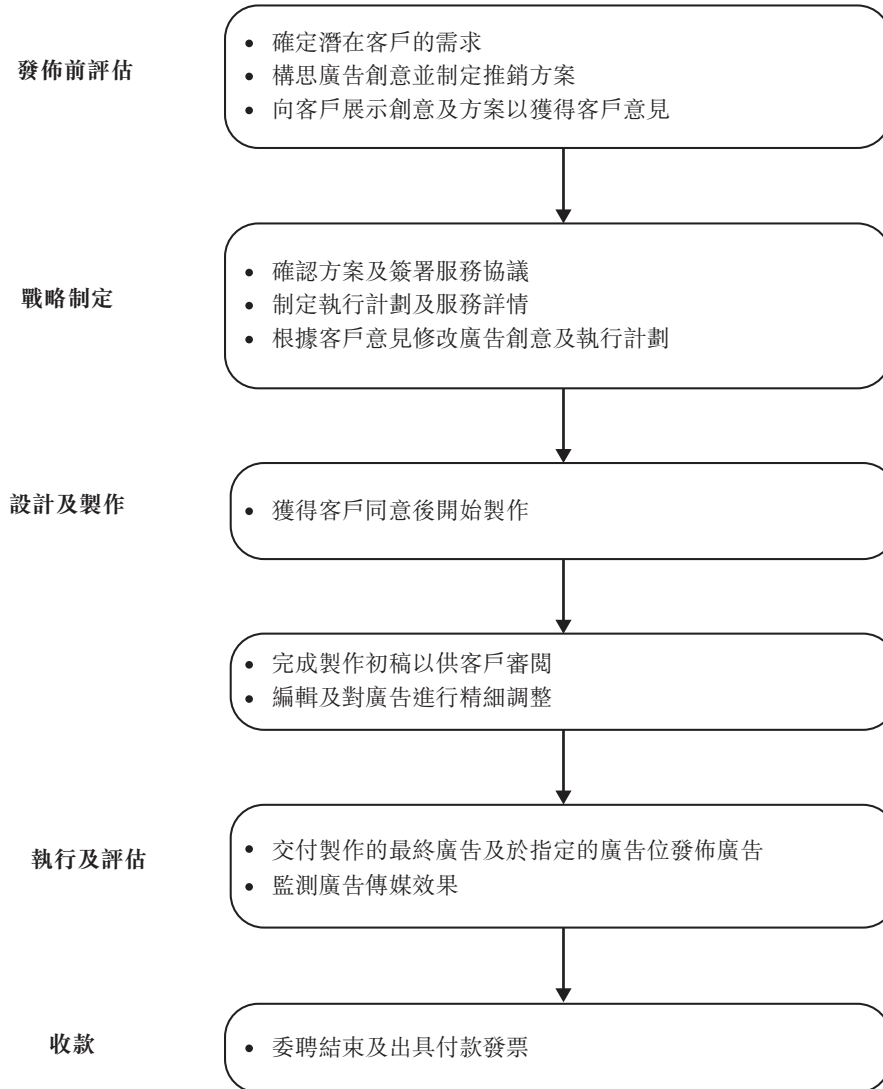 發佈前評估
• 確定潛在客戶的需求
• 構思廣告創意並制定推銷方案
• 向客戶展示創意及方案以獲得客戶意見
戰略制定
• 確認方案及簽署服務協議
• 制定執行計劃及服務詳情
• 根據客戶意見修改廣告創意及執行計劃
設計及製作
• 獲得客戶同意後開始製作
• 完成製作初稿以供客戶審閱
• 編輯及對廣告進行精細調整
執行及評估
• 交付製作的最終廣告及於指定的廣告位發佈廣告
• 監測廣告傳媒效果
收款
• 委聘結束及出具付款發票